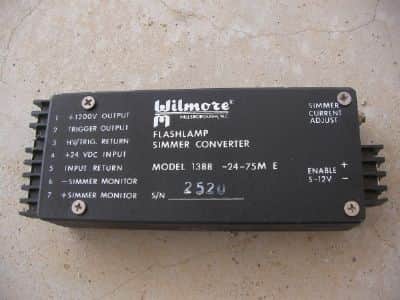 Wilmore®
HILLSBOROUGH, N.C.
FLASHLAMP
SIMMER CONVERTER
MODEL 1388 -24-75M E
S/N 2520
1 +1200V OUTPUT
2 TRIGGER OUTPUT
3 HV/TRIG. RETURN
4 +24 VDC INPUT
5 INPUT RETURN
6 -SIMMER MONITOR
7 +SIMMER MONITOR
SIMMER
CURRENT
ADJUST
ENABLE +
5-12V -